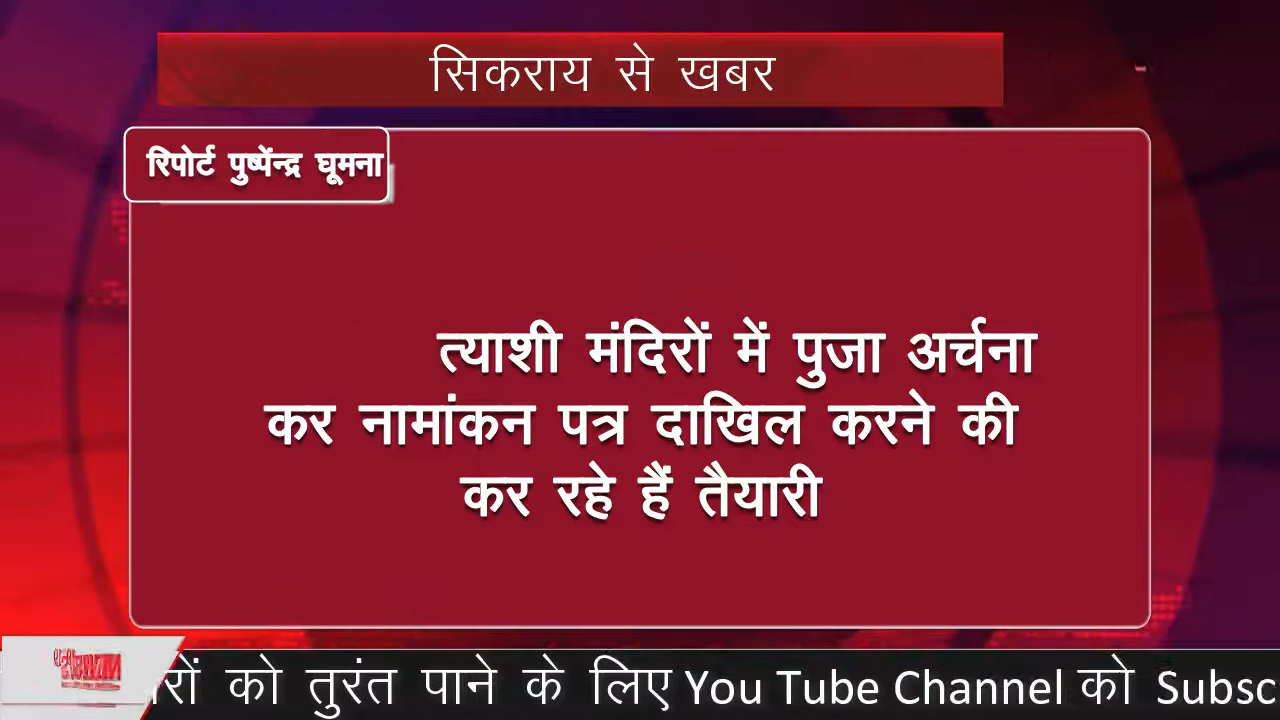 सिकराय से खबर
रिपोर्ट पुष्पेंन्द्र घूमना
त्याशी मंदिरों में पुजा अर्चना
कर नामांकन पत्र दाखिल करने की
कर रहे हैं तैयारी
रों को तुरंत पाने के लिए You Tube Channel को Subsc